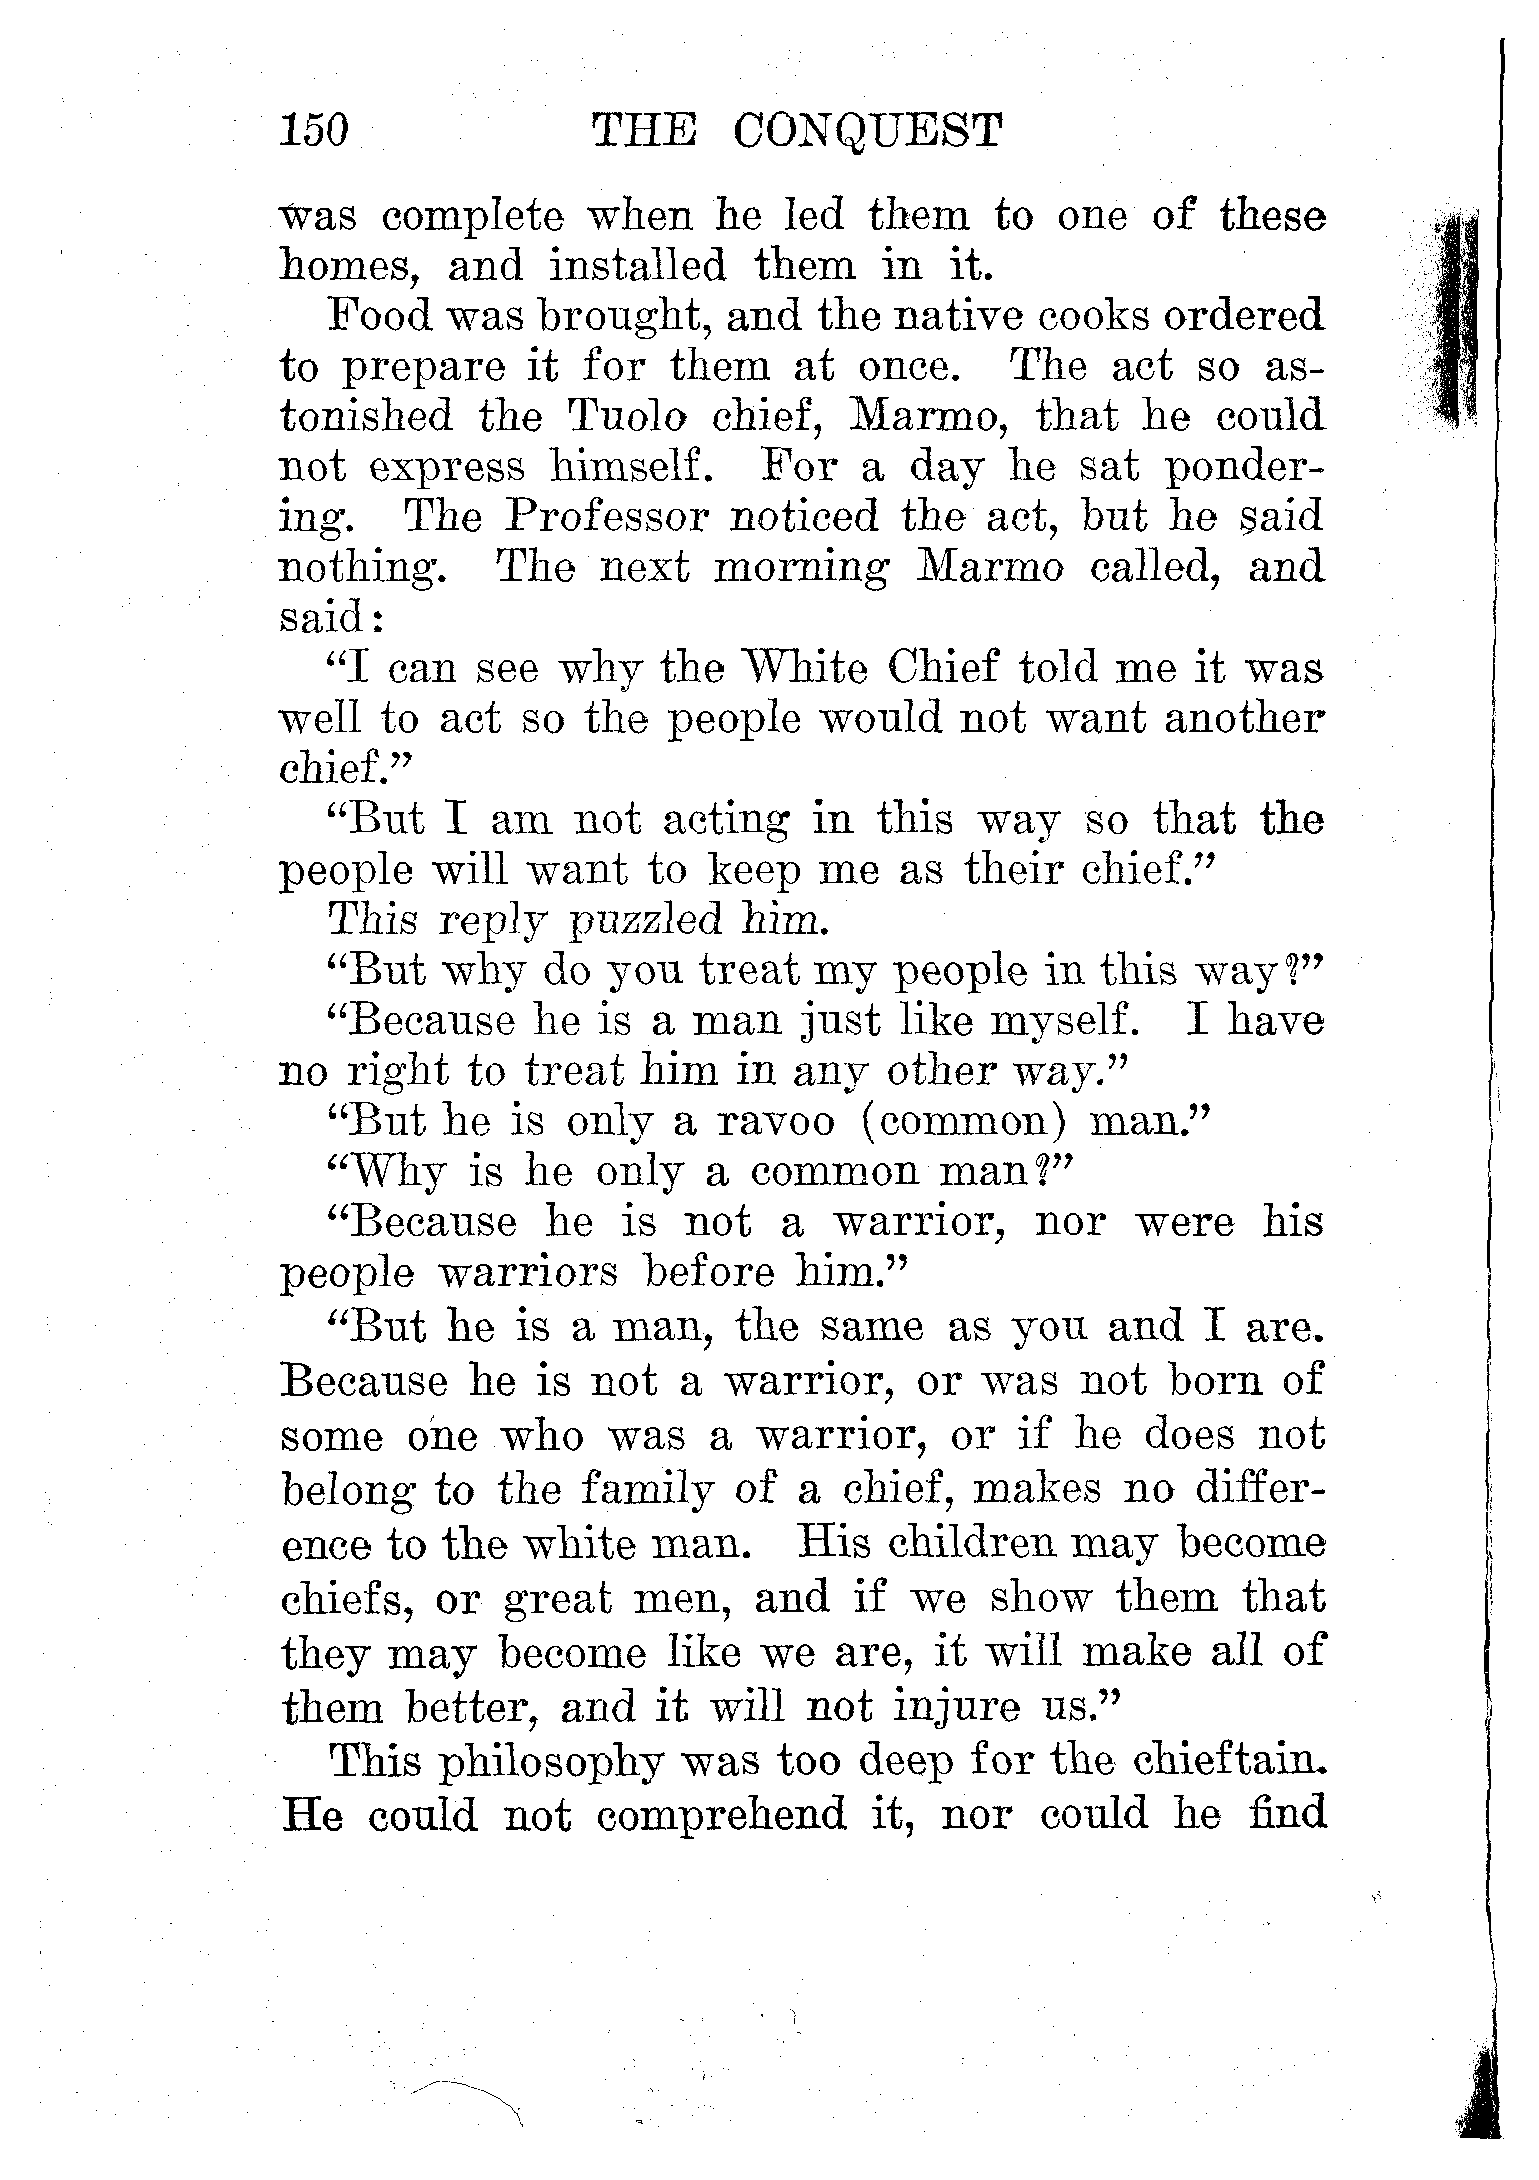 150 THE CONQUEST
was complete when he led them to one of these
homes, and installed them in it.
Food was brought, and the native cooks ordered
to prepare it for them at once. The act so as-
tonished the Tuolo chief, Marmo, that he could
not express himself. For a day he sat ponder-
ing. The Professor noticed the act, but he said
nothing. The next morning Marmo called, and
said:
"I can see why the White Chief told me it was
well to act so the people would not want another
chief."
"But I am not acting in this way so that the
people will want to keep me as their chief."
This reply puzzled him.
"But why do you treat my people in this way?"
"Because he is a man just like myself. I have
no right to treat him in any other way."
"But he is only a ravoo (common) man."
"Why is he only a common man?"
"Because he is not a warrior, nor were his
people warriors before him."
"But he is a man, the same as you and I are.
Because he is not a warrior, or was not born of
some one who was a warrior, or if he does not
belong to the family of a chief, makes no differ-
ence to the white man. His children may become
chiefs, or great men, and if we show them that
they may become like we are, it will make all of
them better, and it will not injure us."
This philosophy was too deep for the chieftain.
He could not comprehend it, nor could he find